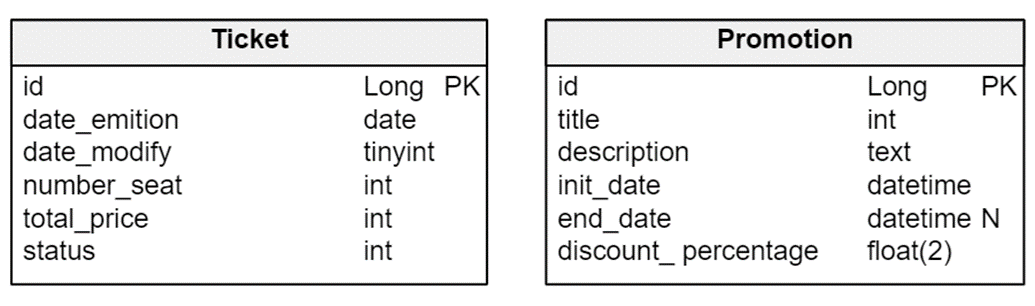 Ticket
id Long PK
date_emition date
date_modify tinyint
number_seat int
total_price int
status int
Promotion
id Long PK
title int
description text
init_date datetime
end_date datetime N
discount_ percentage float(2)